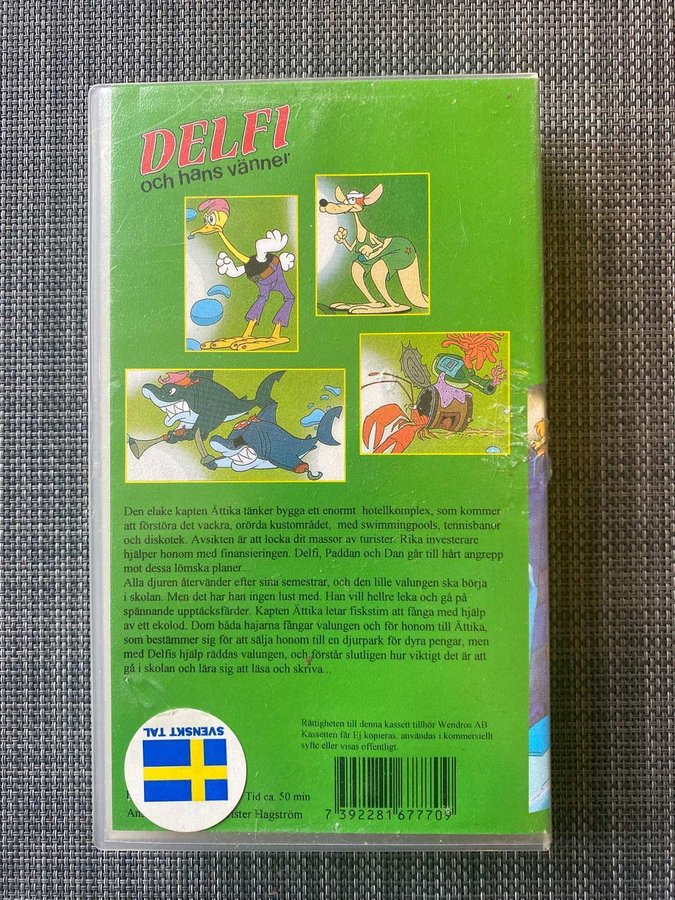 DELFI
och hans vänner
Den elake kapten Ättika tänker bygga ett enormt hotellkomplex, som kommer
att förstöra det vackra, orörda kustområdet, med swimmingpools, tennisbanor
och diskotek. Avsikten är att locka dit massor av turister. Rika investerare
hjälper honom med finansieringen. Delfi, Paddan och Dan går till hårt angrepp
mot dessa lömska planer...
Alla djuren återvänder efter sina semestrar, och den lille valungen ska börja
i skolan. Men det har han ingen lust med. Han vill hellre leka och gå på
spännande upptäcksfärder. Kapten Ättika letar fiskstim att fånga med hjälp
av ett ekolod. Dom båda hajarna fångar valungen och för honom till Ättika,
som bestämmer sig för att sälja honom till en djurpark för dyra pengar, men
med Delfis hjälp räddas valungen, och förstår slutligen hur viktigt det är att
gå i skolan och lära sig att läsa och skriva...
Rättigheten till denna kassett tillhör Wendros AB
Kassetten får Ej kopieras. användas i kommersiellt
syfte eller visas offentligt.
SVENSKT TAL
Tid ca. 50 min
Hagström
7 392281 677709